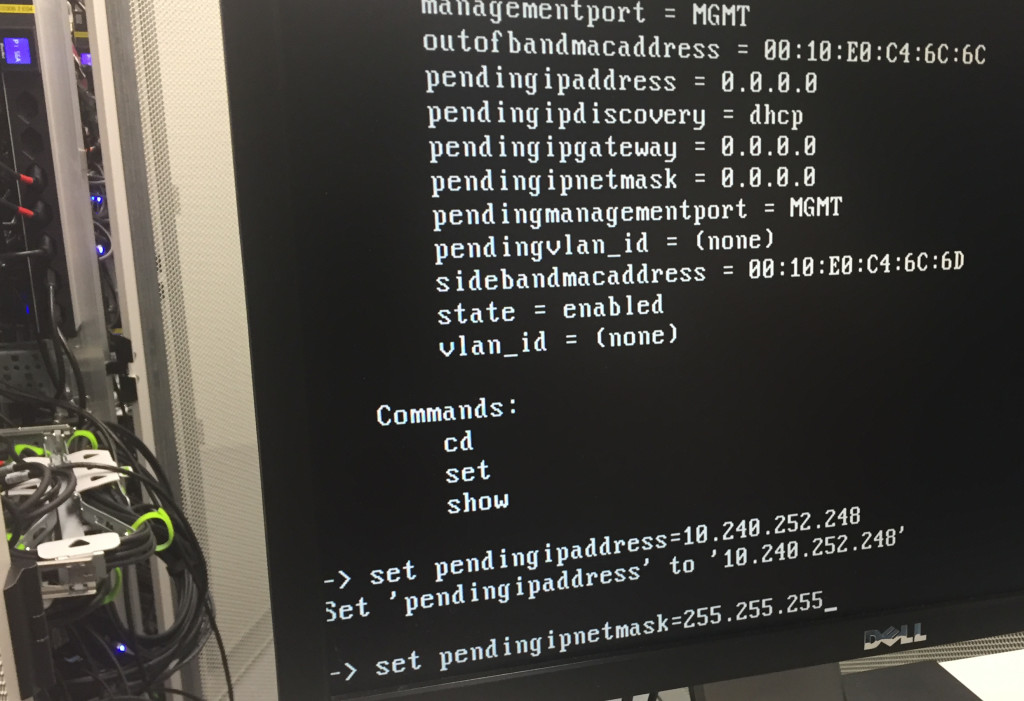 managementport = MGMT
outofbandmacaddress = 00:10:E0:C4:6C:6C
pendingipaddress = 0.0.0.0
pendingipdiscovery = dhcp
pendingipgateway = 0.0.0.0
pendingipnetmask = 0.0.0.0
pendingmanagementport = MGMT
pendingvlan_id = (none)
sidebandmacaddress = 00:10:E0:C4:6C:6D
state = enabled
vlan_id = (none)
Commands:
cd
set
show
-> set pendingipaddress=10.240.252.248
Set 'pendingipaddress' to '10.240.252.248'
-> set pendingipnetmask=255.255.255_
DELL